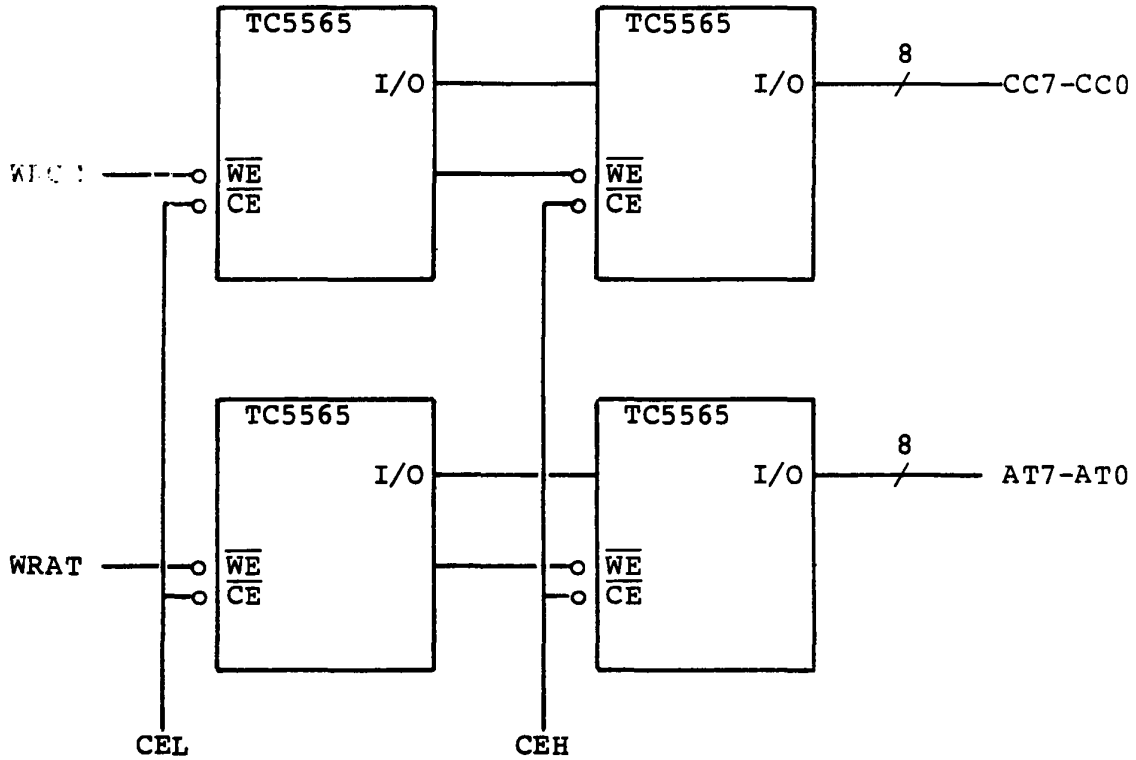 TC5565
TC5565
8
I/O
I/O
CC7-CC0
WE
CE
WE
CE
TC5565
TC5565
8
I/O
I/O
AT7-AT0
WRAT
WE
CE
WE
CE
CEL
CEH